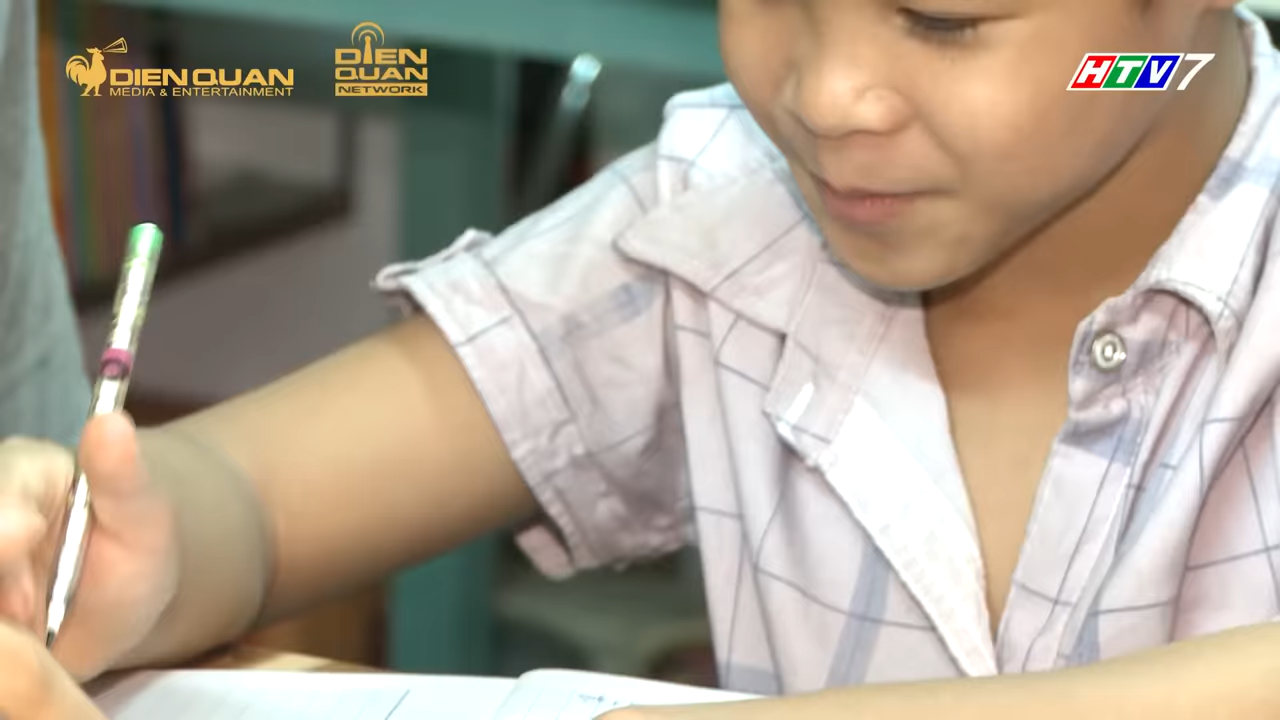 DIEN QUAN
MEDIA & ENTERTAINMENT
DIEN
QUAN
NETWORK
HTV7